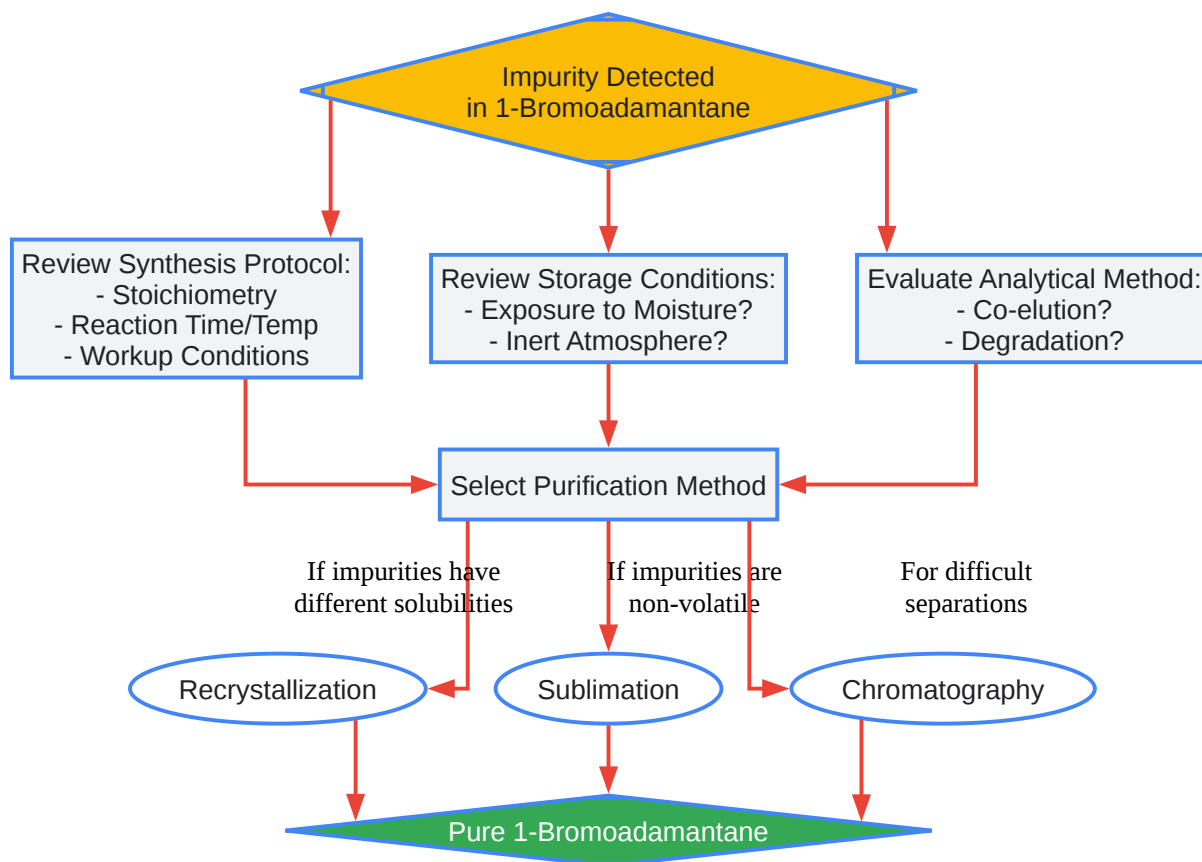 Impurity Detected
in 1-Bromoadamantane
Review Synthesis Protocol:
- Stoichiometry
- Reaction Time/Temp
- Workup Conditions
Review Storage Conditions:
- Exposure to Moisture?
- Inert Atmosphere?
Evaluate Analytical Method:
- Co-elution?
- Degradation?
Select Purification Method
If impurities have
different solubilities
If impurities are
non-volatile
For difficult
separations
Recrystallization
Sublimation
Chromatography
Pure 1-Bromoadamantane